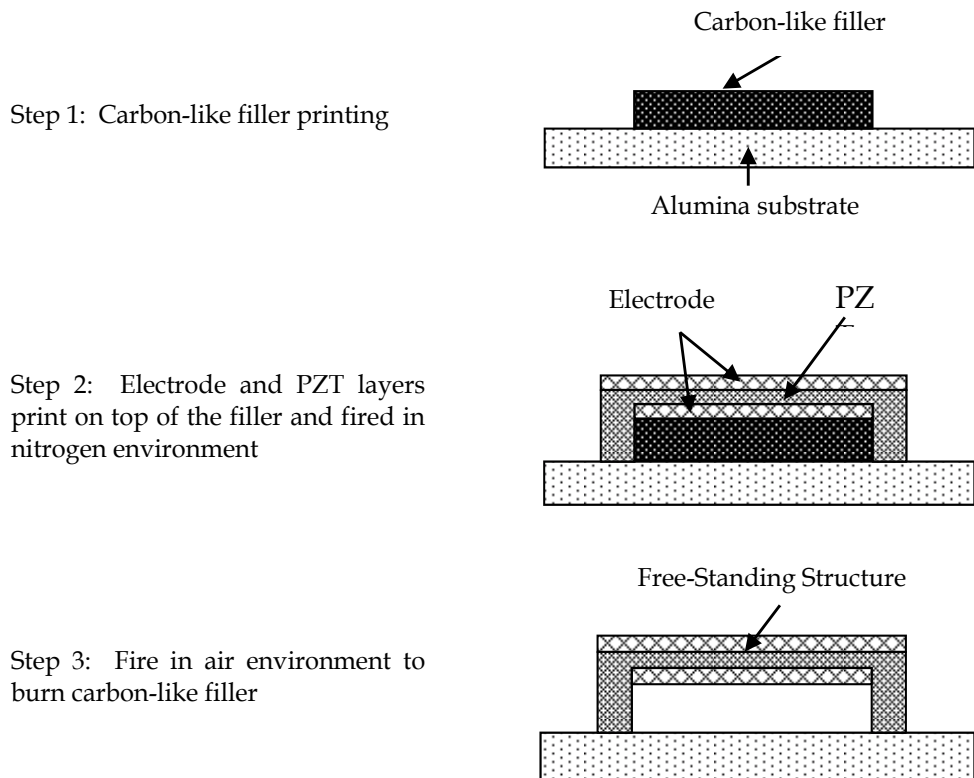 Carbon-like filler
Step 1: Carbon-like filler printing
Alumina substrate
Electrode
PZ
Step 2: Electrode and PZT layers
print on top of the filler and fired in
nitrogen environment
Free-Standing Structure
Step 3: Fire in air environment to
burn carbon-like filler